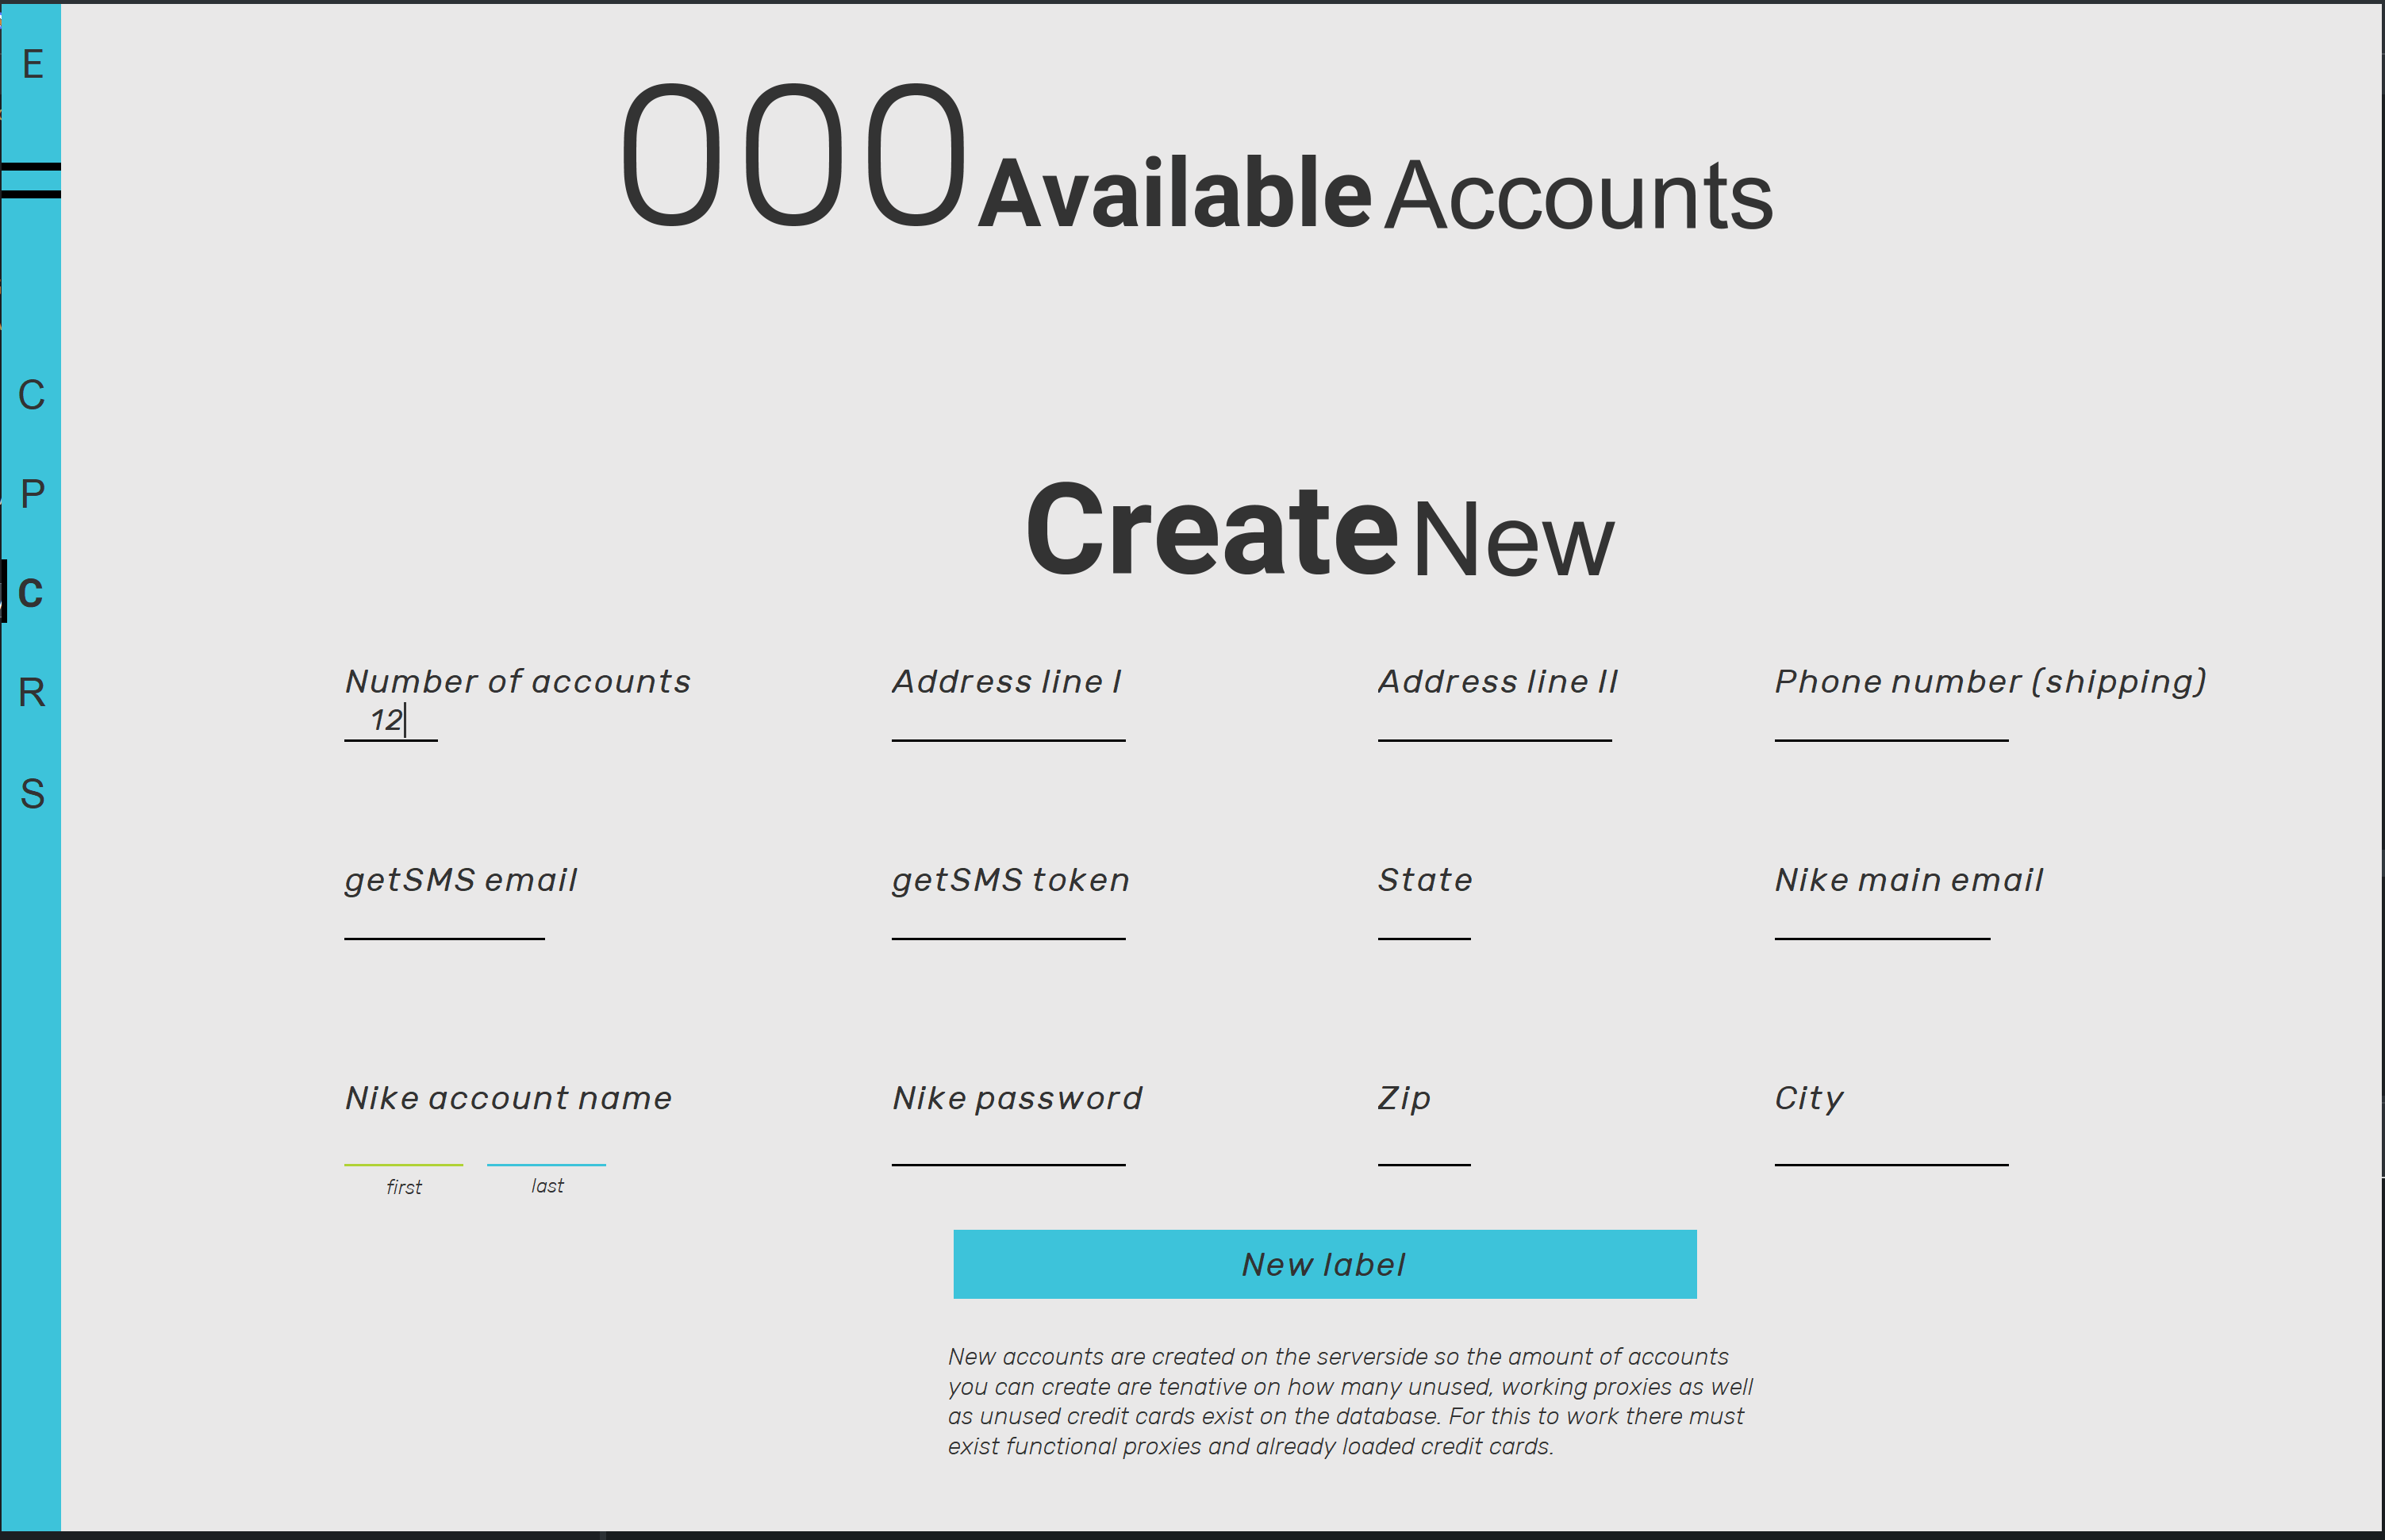 E
C
P
C
R
S
000 Available Accounts
Create New
Number of accounts
12
Address line I
Address line II
Phone number (shipping)
getSMS email
getSMS token
State
Nike main email
Nike account name
first
last
Nike password
Zip
City
New label
New accounts are created on the serverside so the amount of accounts
you can create are tenative on how many unused, working proxies as well
as unused credit cards exist on the database. For this to work there must
exist functional proxies and already loaded credit cards.